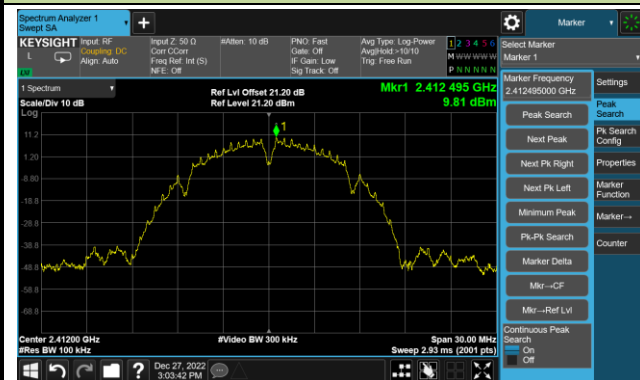 Spectrum Analyzer 1
Swept SA
+
Marker
KEYSIGHT
L
LW
Input: RF
Coupling: DC
Align: Auto
Input Z: 50 Ω
Corr CCorr
Freq Ref: Int (S)
NFE: Off
#Atten: 10 dB
PNO: Fast
Gate: Off
IF Gain: Low
Sig Track: Off
Avg Type: Log-Power
Avg|Hold:>10/10
Trig: Free Run
1 2 3 4 5 6
M W W W W W
P N N N N N
Select Marker
Marker 1
1 Spectrum
Scale/Div 10 dB
Log
Ref Lvl Offset 21.20 dB
Ref Level 21.20 dBm
Mkr1 2.412 495 GHz
9.81 dBm
1
11.2
1.20
-8.80
-18.8
-28.8
-38.8
-48.8
-58.8
-68.8
Center 2.41200 GHz
#Res BW 100 kHz
#Video BW 300 kHz
Span 30.00 MHz
Sweep 2.93 ms (2001 pts)
Marker Frequency
2.412495000 GHz
Peak Search
Next Peak
Next Pk Right
Next Pk Left
Minimum Peak
Pk-Pk Search
Marker Delta
Mkr→CF
Mkr→Ref Lvl
Continuous Peak
Search
On
Off
Settings
Peak
Search
Pk Search
Config
Properties
Marker
Function
Marker→
Counter
?
Dec 27, 2022
3:03:42 PM